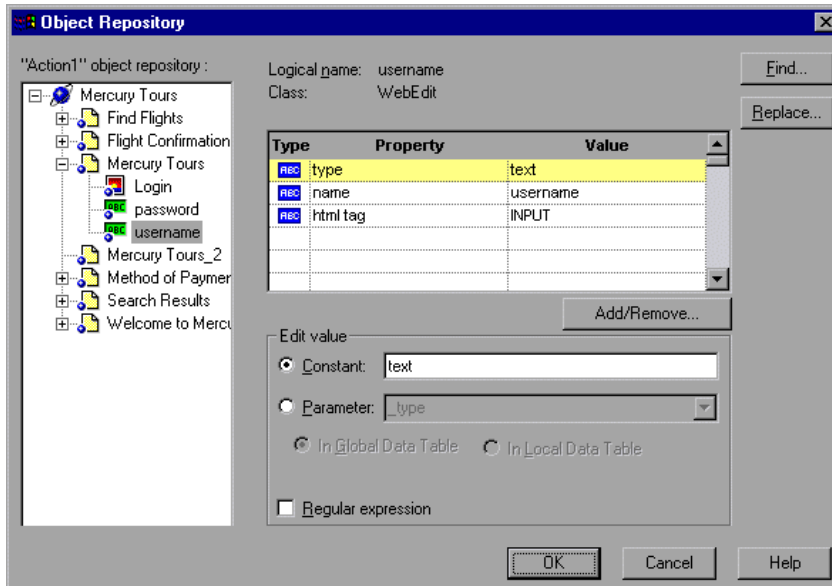 Object Repository
"Action1" object repository :
Mercury Tours
Find Flights
Flight Confirmation
Mercury Tours
Login
password
username
Mercury Tours_2
Method of Paymer
Search Results
Welcome to Mercu
Logical name: username
Class: WebEdit
Type Property Value
ABC type text
ABC name username
ABC html tag INPUT
Add/Remove...
Edit value
Constant: text
Parameter: _type
In Global Data Table In Local Data Table
Regular expression
Find...
Replace...
OK Cancel Help